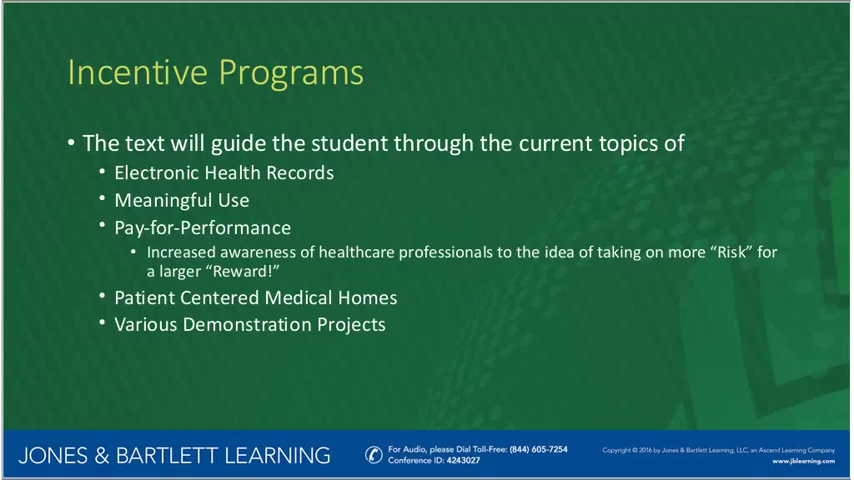 Incentive Programs
• The text will guide the student through the current topics of
• Electronic Health Records
• Meaningful Use
• Pay-for-Performance
• Increased awareness of healthcare professionals to the idea of taking on more “Risk” for
a larger “Reward!”
• Patient Centered Medical Homes
• Various Demonstration Projects
JONES & BARTLETT LEARNING
For Audio, please Dial Toll-Free: (844) 605-7254
Conference ID: 4243027
Copyright © 2016 by Jones & Bartlett Learning, LLC, an Ascend Learning Company
www.jblearning.com